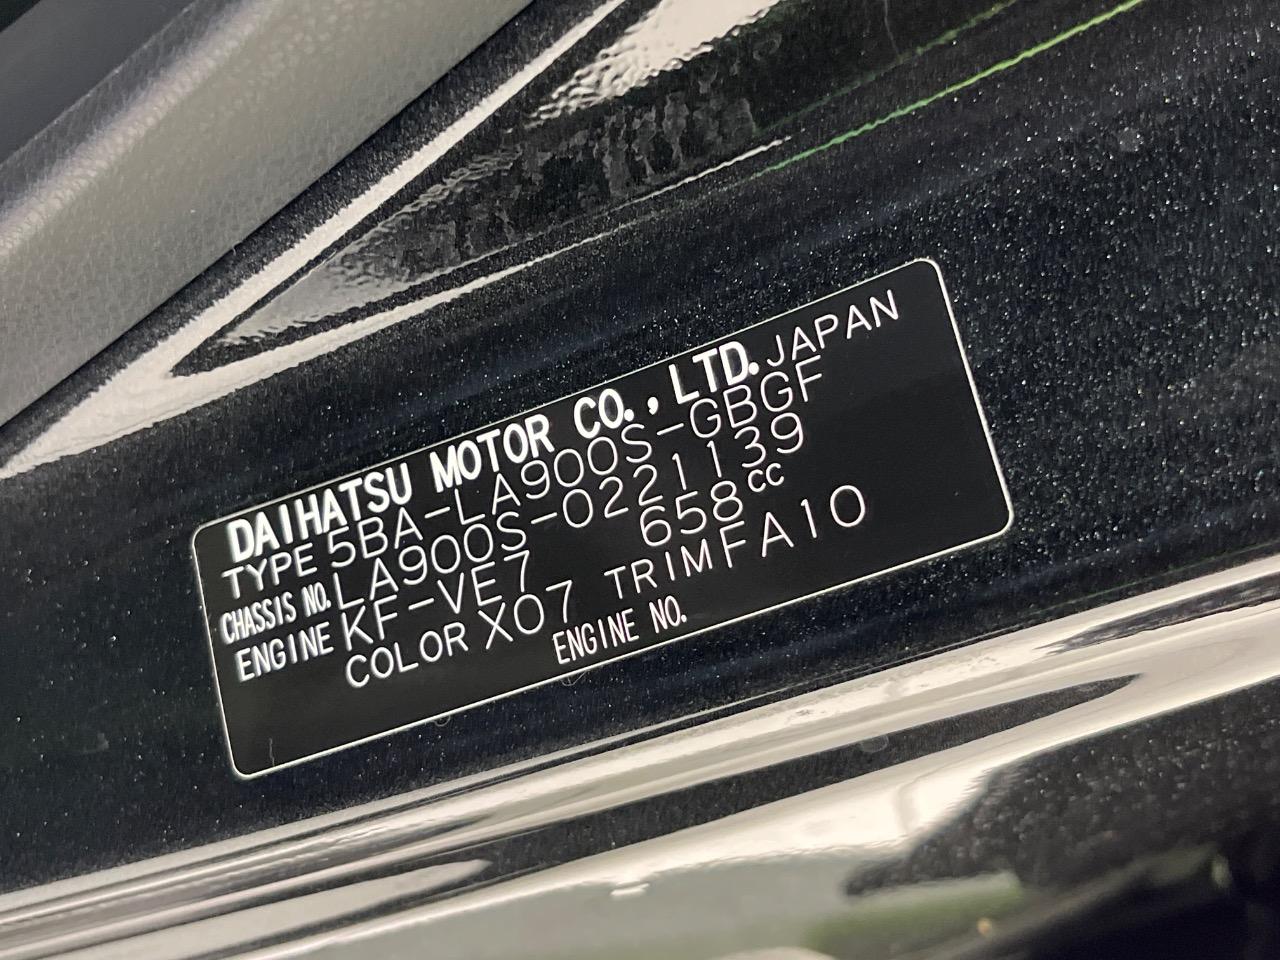 DAIHATSU MOTOR CO., LTD. JAPAN
TYPE 5BA-LA900S-GBGF
CHASSIS NO. LA900S-0221139
ENGINE KF-VE7 658cc
COLOR X07 TRIM FA10
ENGINE NO.